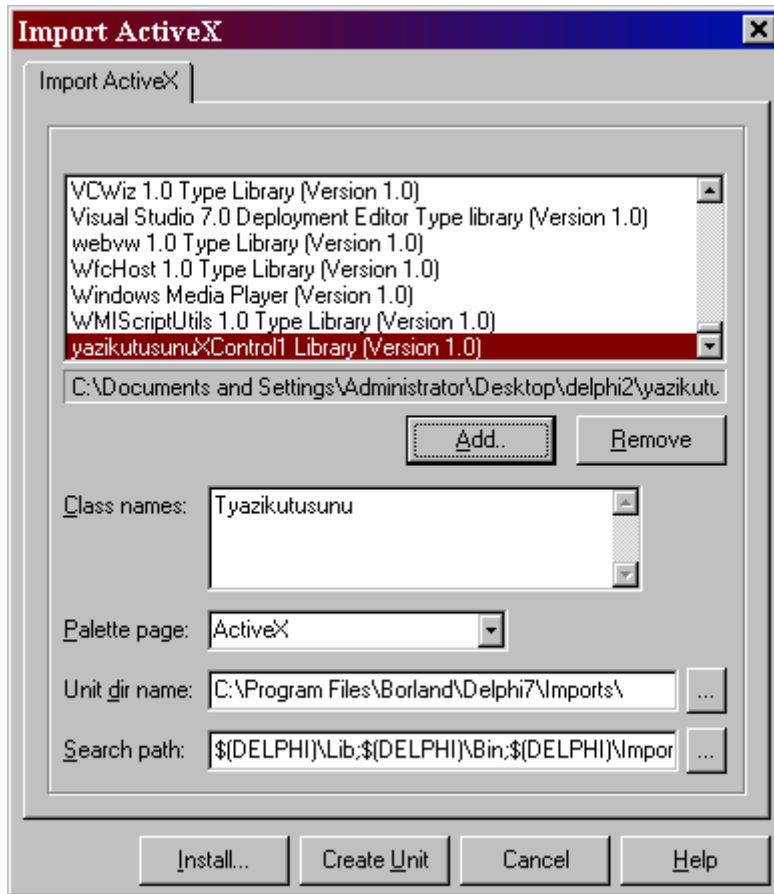 Import ActiveX
Import ActiveX
VCWiz 1.0 Type Library (Version 1.0)
Visual Studio 7.0 Deployment Editor Type library (Version 1.0)
webvw 1.0 Type Library (Version 1.0)
WfcHost 1.0 Type Library (Version 1.0)
Windows Media Player (Version 1.0)
WMIScriptUtils 1.0 Type Library (Version 1.0)
yazikutusunuXControl1 Library (Version 1.0)
C:\Documents and Settings\Administrator\Desktop\delphi2\yazikutu
Add.. Remove
Class names: Tyazikutusunu
Palette page: ActiveX
Unit dir name: C:\Program Files\Borland\Delphi7\Imports\ ...
Search path: $(DELPHI)\Lib;$(DELPHI)\Bin;$(DELPHI)\Impor ...
Install... Create Unit Cancel Help